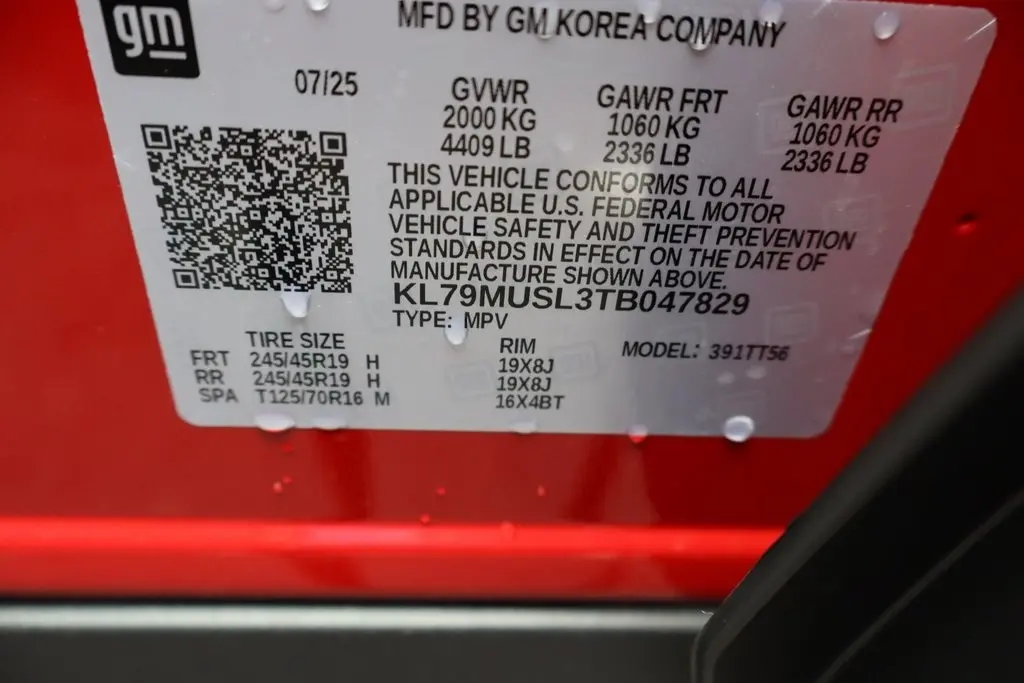 gm
MFD BY GM KOREA COMPANY
07/25
GVWR GAWR FRT GAWR RR
2000 KG 1060 KG 1060 KG
4409 LB 2336 LB 2336 LB
THIS VEHICLE CONFORMS TO ALL
APPLICABLE U.S. FEDERAL MOTOR
VEHICLE SAFETY AND THEFT PREVENTION
STANDARDS IN EFFECT ON THE DATE OF
MANUFACTURE SHOWN ABOVE.
KL79MUSL3TB047829
TYPE: MPV
TIRE SIZE RIM MODEL: 391TT56
FRT 245/45R19 H 19X8J
RR 245/45R19 H 19X8J
SPA T125/70R16 M 16X4BT